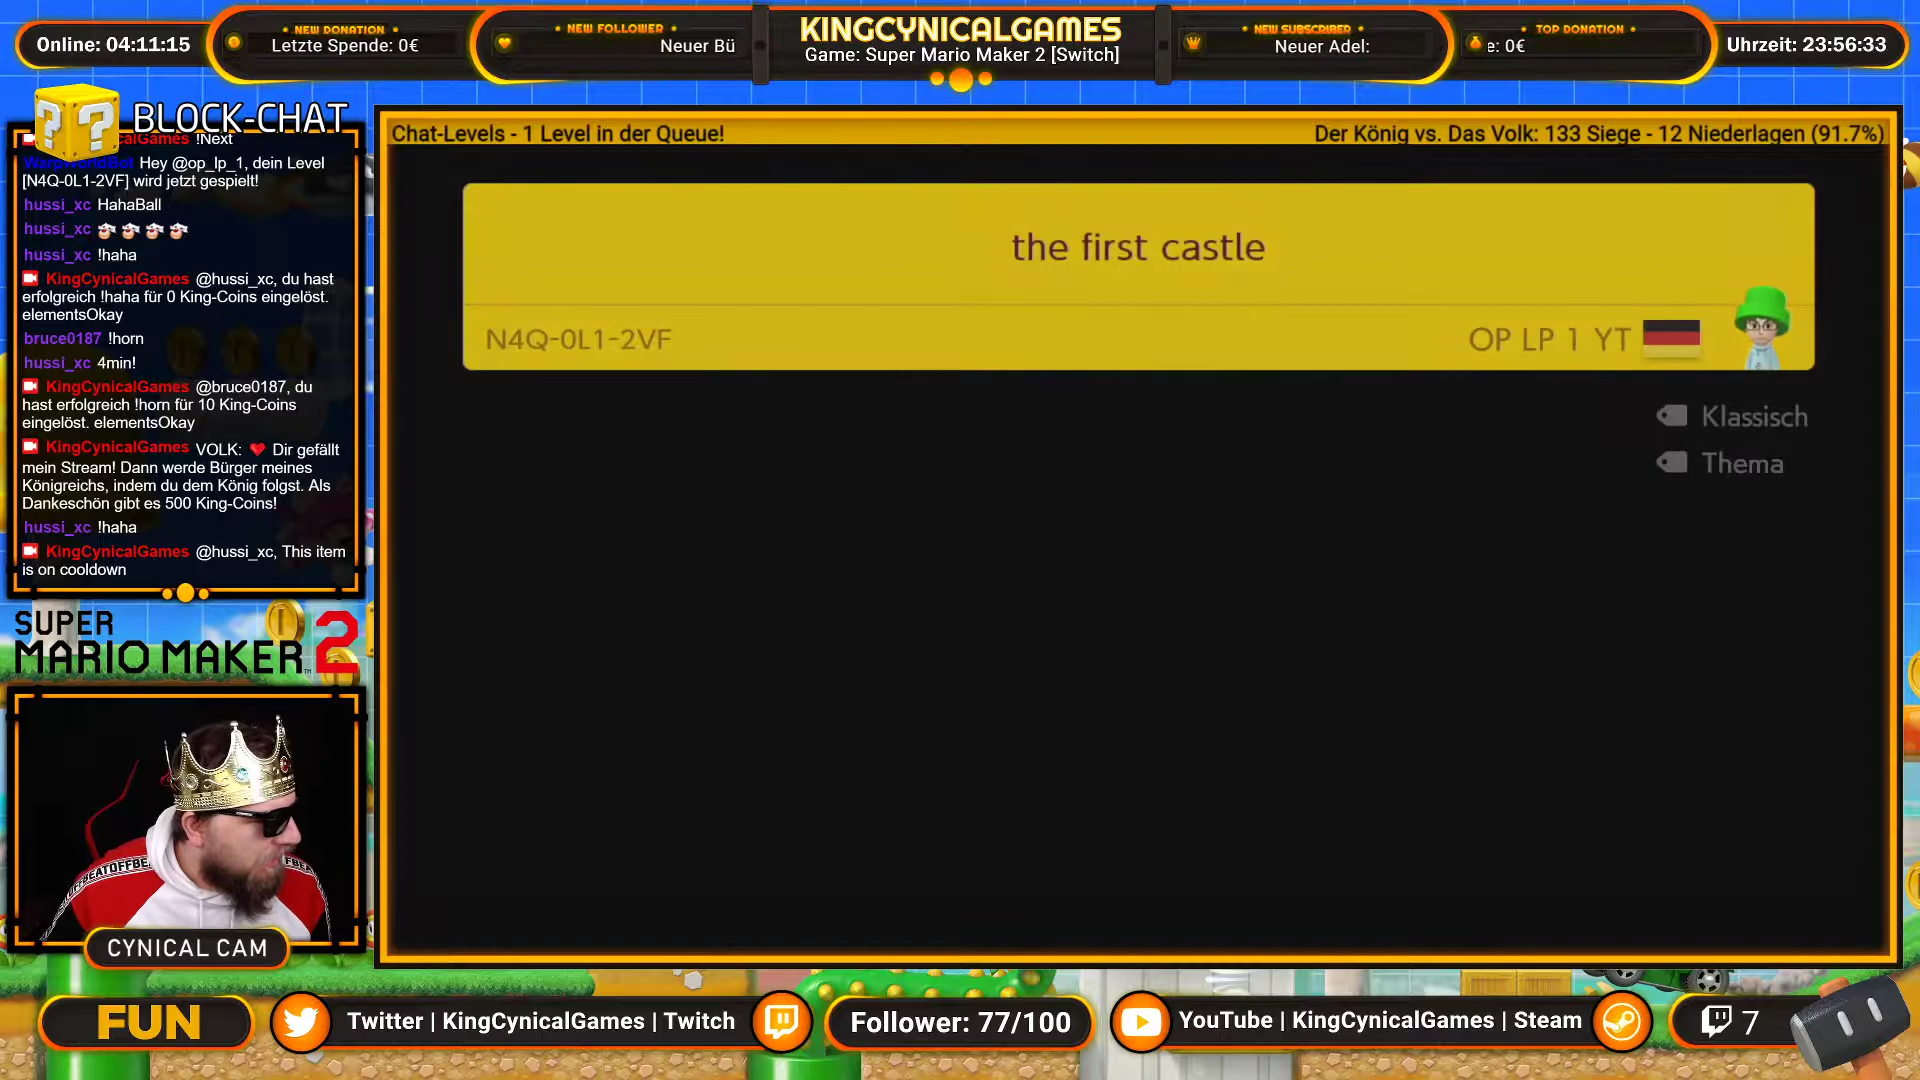 Online: 04:11:15
NEW DONATION
Letzte Spende: 0€
NEW FOLLOWER
Neuer Bü
KINGCYNICALGAMES
Game: Super Mario Maker 2 [Switch]
NEW SUBSCRIBER
Neuer Adel:
TOP DONATION
e: 0€
Uhrzeit: 23:56:33
BLOCK-CHAT
!Next
WarpWorldBot Hey @op_lp_1, dein Level
[N4Q-0L1-2VF] wird jetzt gespielt!
hussi_xc HahaBall
hussi_xc
hussi_xc !haha
KingCynicalGames @hussi_xc, du hast
erfolgreich !haha für 0 King-Coins eingelöst.
elementsOkay
bruce0187 !horn
hussi_xc 4min!
KingCynicalGames @bruce0187, du
hast erfolgreich !horn für 10 King-Coins
eingelöst. elementsOkay
KingCynicalGames VOLK: ❤ Dir gefällt
mein Stream! Dann werde Bürger meines
Königreichs, indem du dem König folgst. Als
Dankeschön gibt es 500 King-Coins!
hussi_xc !haha
KingCynicalGames @hussi_xc, This item
is on cooldown
SUPER
MARIO MAKER 2
CYNICAL CAM
Chat-Levels - 1 Level in der Queue!
Der König vs. Das Volk: 133 Siege - 12 Niederlagen (91.7%)
the first castle
N4Q-0L1-2VF
OP LP 1 YT
Klassisch
Thema
FUN
Twitter | KingCynicalGames | Twitch
Follower: 77/100
YouTube | KingCynicalGames | Steam
7